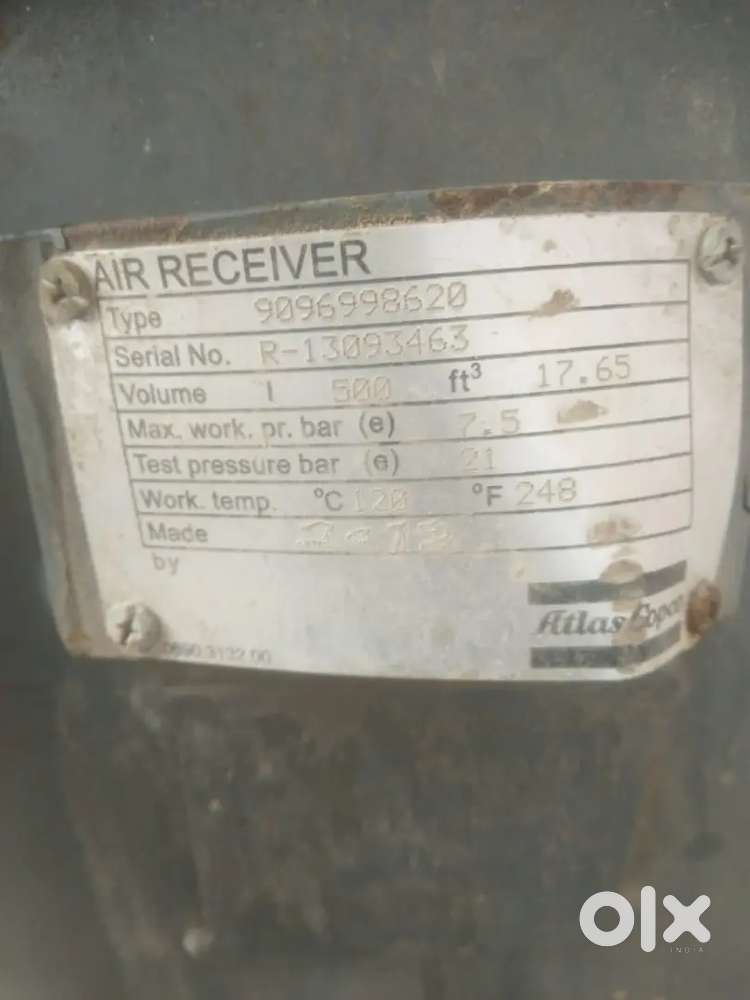 AIR RECEIVER
Type 9096998620
Serial No. R-13093463
Volume l 500 ft³ 17.65
Max. work. pr. bar (e) 7.5
Test pressure bar (e) 21
Work. temp. °C 120 °F 248
Made
by
Atlas Copco
0690 3132 00
OLX
INDIA